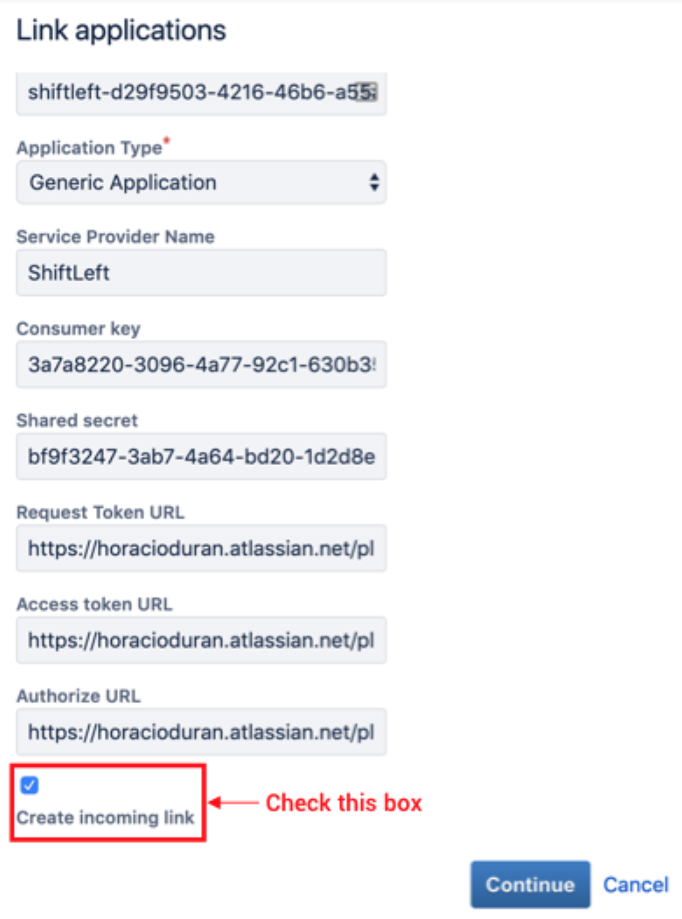 Link applications
shiftleft-d29f9503-4216-46b6-a55
Application Type*
Generic Application
Service Provider Name
ShiftLeft
Consumer key
3a7a8220-3096-4a77-92c1-630b3
Shared secret
bf9f3247-3ab7-4a64-bd20-1d2d8e
Request Token URL
https://horacioduran.atlassian.net/pl
Access token URL
https://horacioduran.atlassian.net/pl
Authorize URL
https://horacioduran.atlassian.net/pl
Create incoming link
Check this box
Continue Cancel